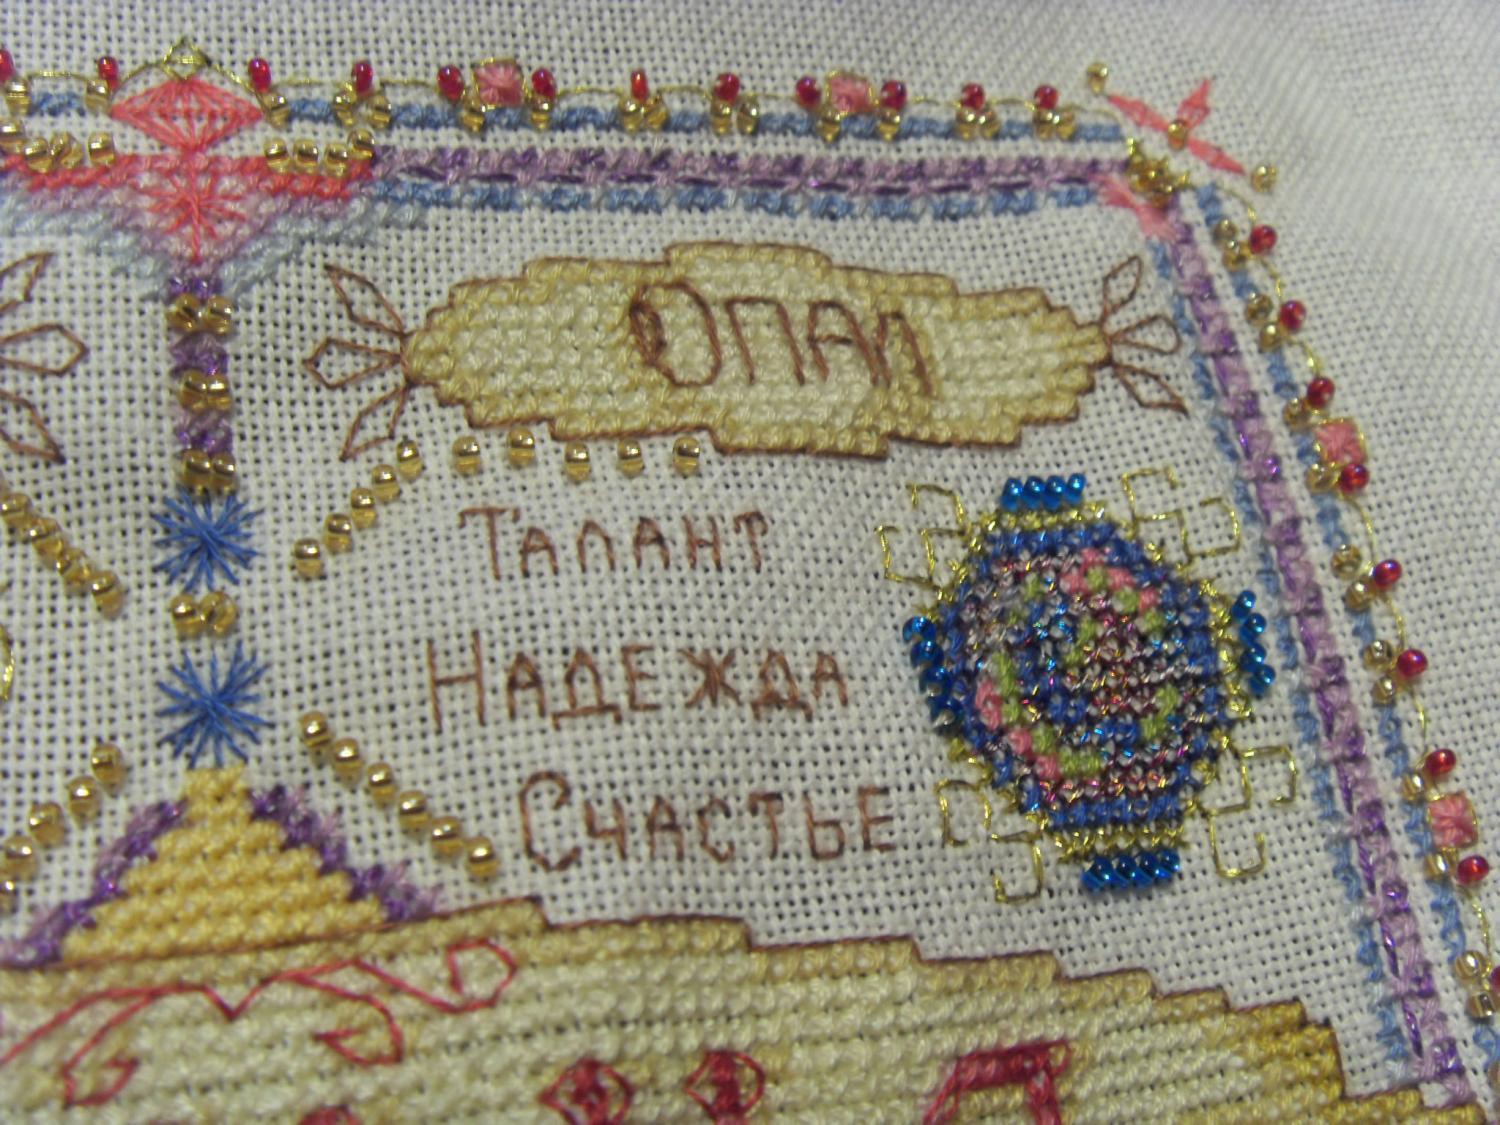 Опал
Талант
Надежда
Счастье